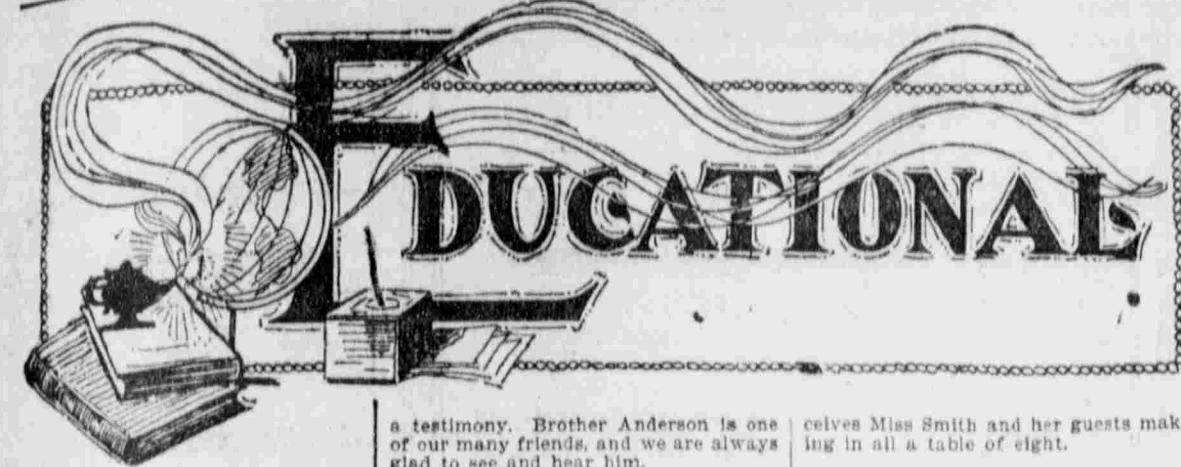 EDUCATIONAL
a testimony. Brother Anderson is one
of our many friends, and we are always
glad to see and hear him.
ceives Miss Smith and her guests mak
ing in all a table of eight.